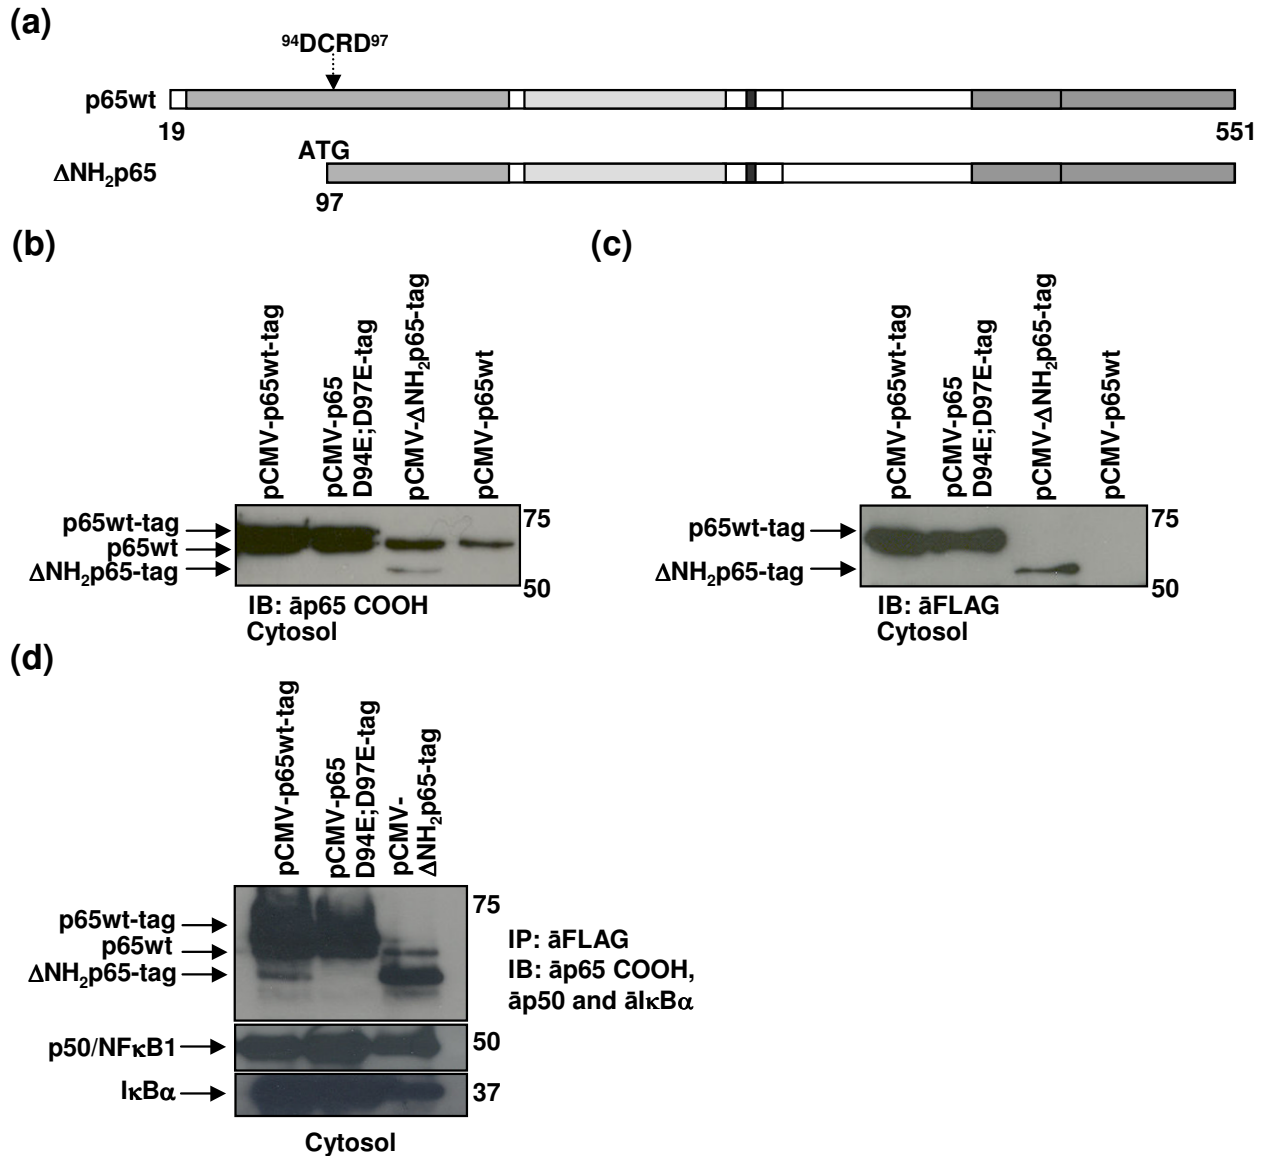 (a)
⁹⁴DCRD⁹⁷
p65wt
19
551
ATG
ΔNH₂p65
97
(b)
pCMV-p65wt-tag
pCMV-p65
D94E;D97E-tag
pCMV-ΔNH₂p65-tag
pCMV-p65wt
p65wt-tag
p65wt
ΔNH₂p65-tag
75
50
IB: āp65 COOH
Cytosol
(c)
pCMV-p65wt-tag
pCMV-p65
D94E;D97E-tag
pCMV-ΔNH₂p65-tag
pCMV-p65wt
p65wt-tag
ΔNH₂p65-tag
75
50
IB: āFLAG
Cytosol
(d)
pCMV-p65wt-tag
pCMV-p65
D94E;D97E-tag
pCMV-
ΔNH₂p65-tag
p65wt-tag
p65wt
ΔNH₂p65-tag
75
IP: āFLAG
IB: āp65 COOH,
āp50 and āIκBα
p50/NFκB1
50
IκBα
37
Cytosol